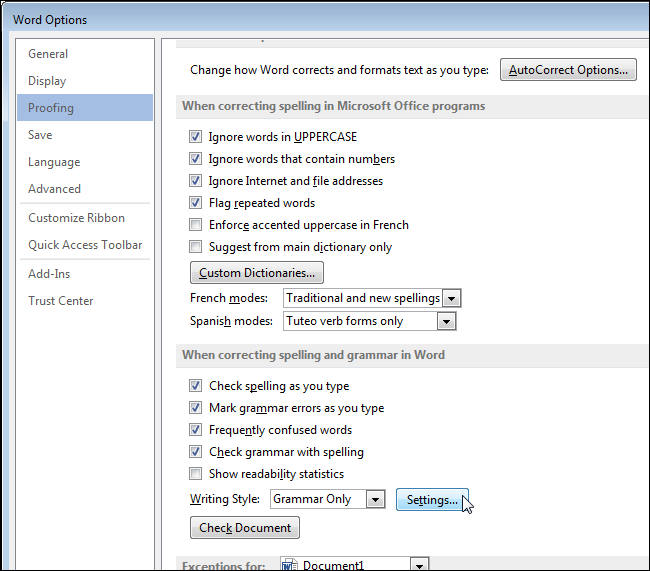 Word Options
General
Display
Proofing
Save
Language
Advanced
Customize Ribbon
Quick Access Toolbar
Add-Ins
Trust Center
Change how Word corrects and formats text as you type: AutoCorrect Options...
When correcting spelling in Microsoft Office programs
Ignore words in UPPERCASE
Ignore words that contain numbers
Ignore Internet and file addresses
Flag repeated words
Enforce accented uppercase in French
Suggest from main dictionary only
Custom Dictionaries...
French modes: Traditional and new spellings
Spanish modes: Tuteo verb forms only
When correcting spelling and grammar in Word
Check spelling as you type
Mark grammar errors as you type
Frequently confused words
Check grammar with spelling
Show readability statistics
Writing Style: Grammar Only Settings...
Check Document
Exceptions for: Document1